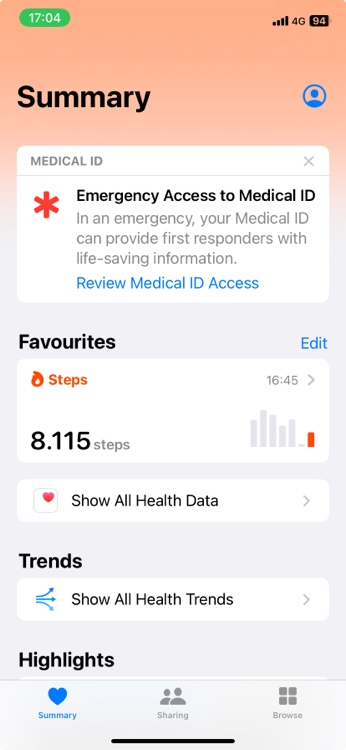 17:04
4G 94
Summary
MEDICAL ID
Emergency Access to Medical ID
In an emergency, your Medical ID
can provide first responders with
life-saving information.
Review Medical ID Access
Favourites Edit
Steps 16:45
8.115 steps
Show All Health Data
Trends
Show All Health Trends
Highlights
Summary Sharing Browse